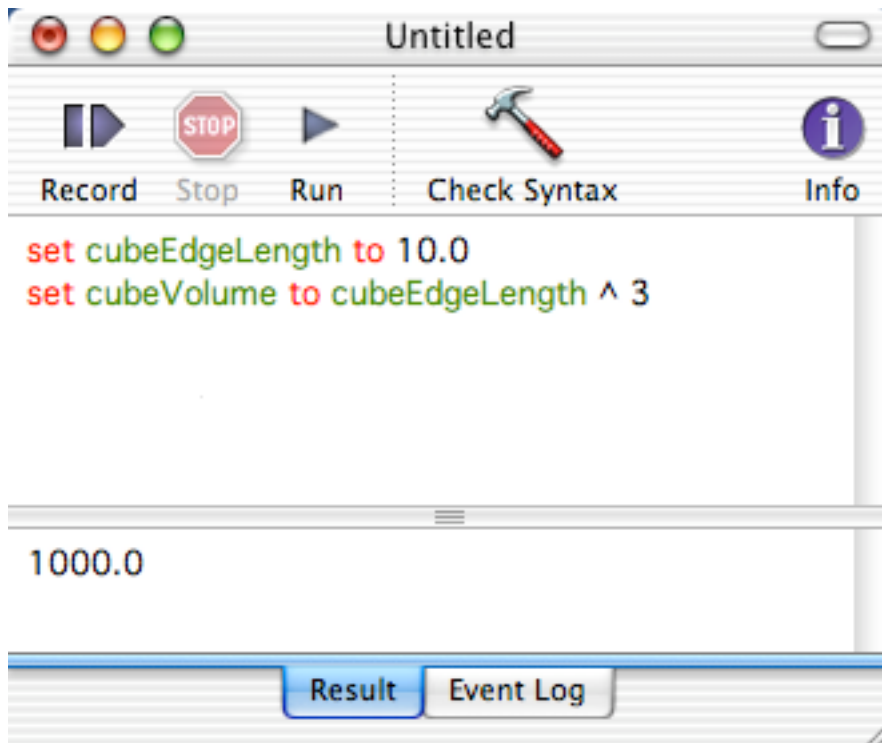 Untitled
STOP
Record Stop Run Check Syntax Info
set cubeEdgeLength to 10.0
set cubeVolume to cubeEdgeLength ^ 3
1000.0
Result Event Log